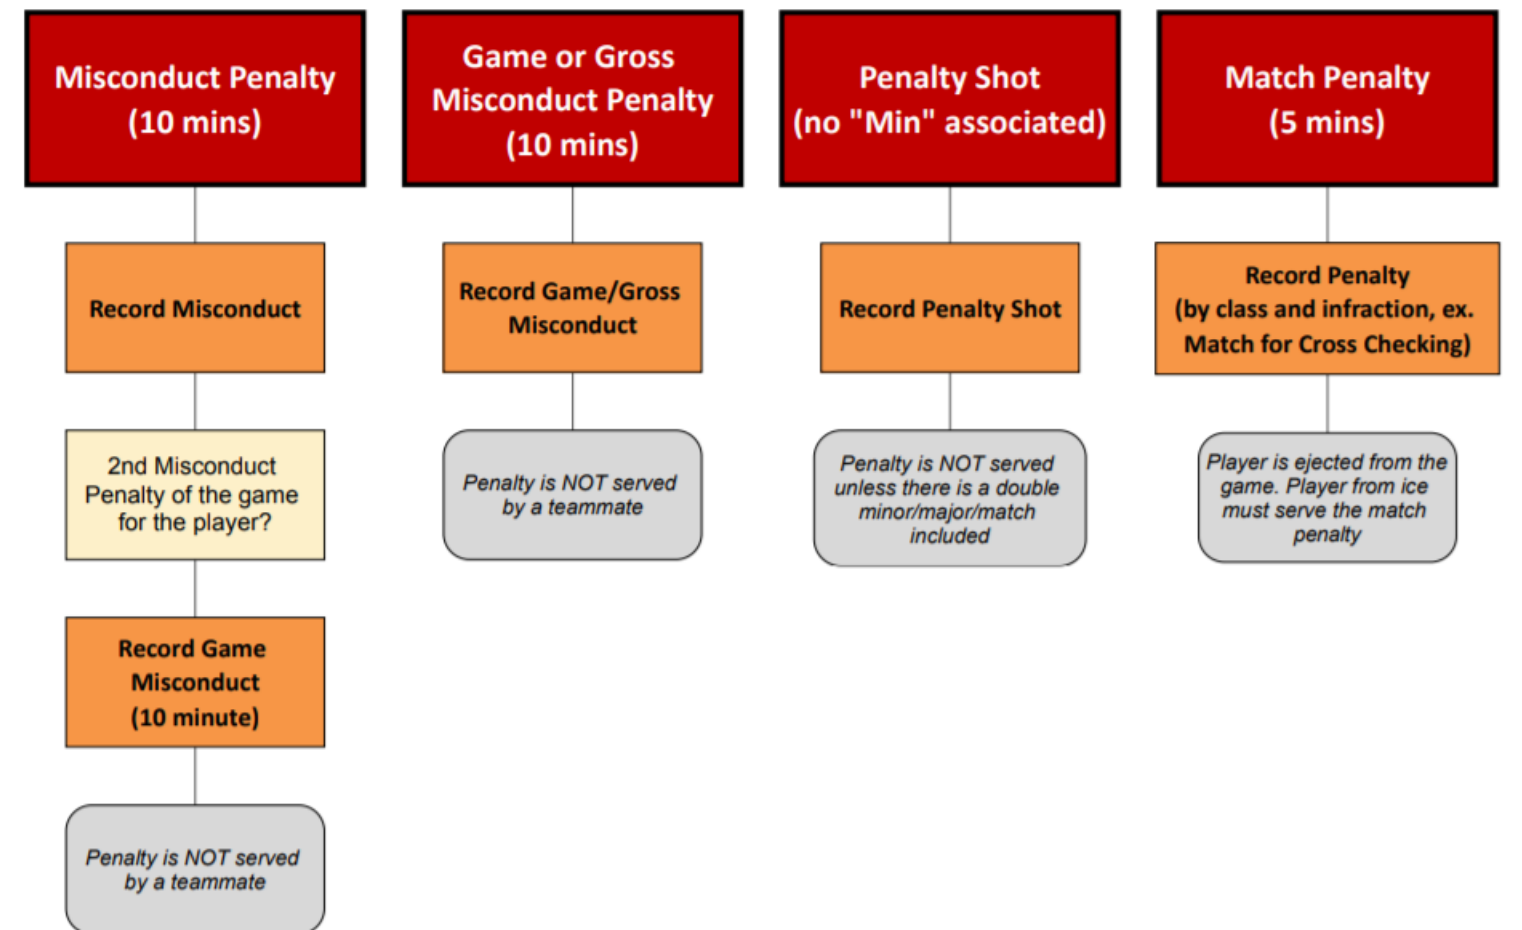 Misconduct Penalty
(10 mins)
Record Misconduct
2nd Misconduct
Penalty of the game
for the player?
Record Game
Misconduct
(10 minute)
Penalty is NOT served
by a teammate
Game or Gross
Misconduct Penalty
(10 mins)
Record Game/Gross
Misconduct
Penalty is NOT served
by a teammate
Penalty Shot
(no "Min" associated)
Record Penalty Shot
Penalty is NOT served
unless there is a double
minor/major/match
included
Match Penalty
(5 mins)
Record Penalty
(by class and infraction, ex.
Match for Cross Checking)
Player is ejected from the
game. Player from ice
must serve the match
penalty